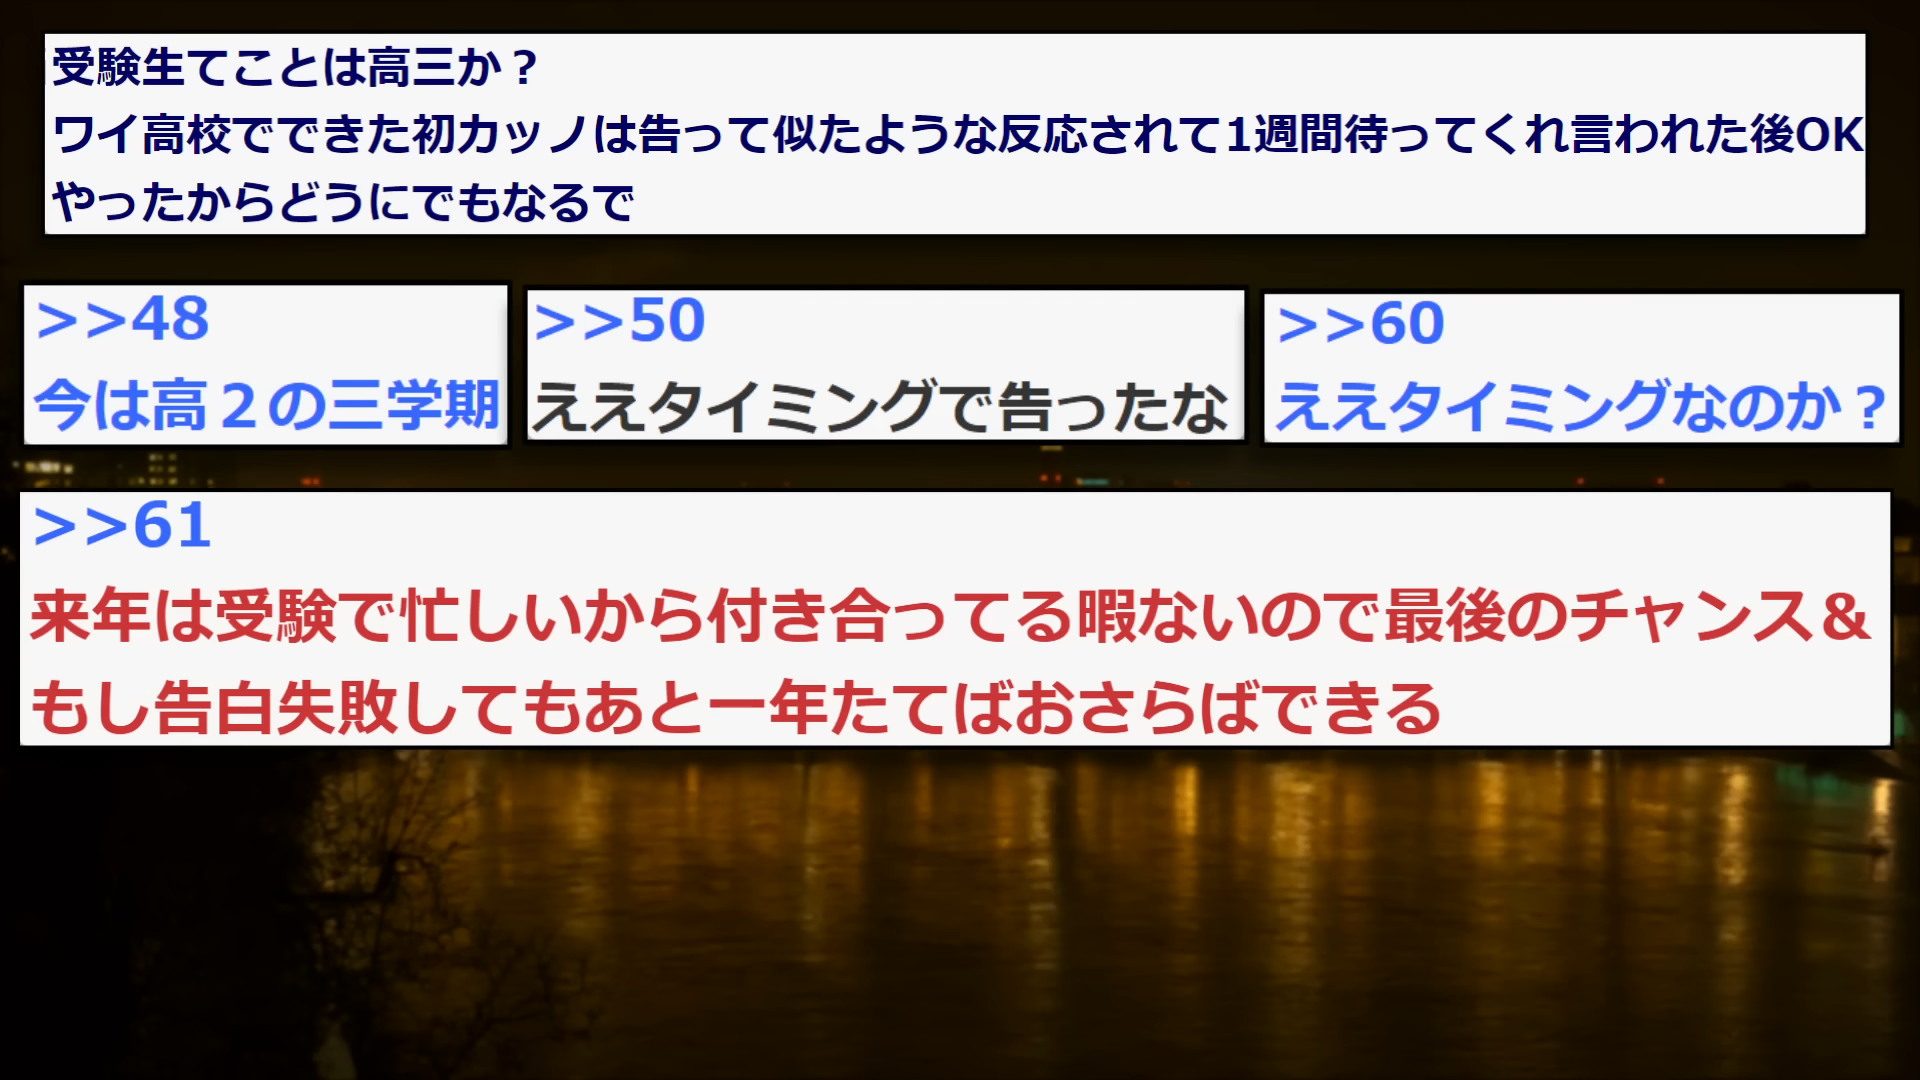 受験生てことは高三か？
ワイ高校でできた初カッノは告って似たような反応されて1週間待ってくれ言われた後OK
やったからどうにでもなるで
>>48
今は高２の三学期
>>50
ええタイミングで告ったな
>>60
ええタイミングなのか？
>>61
来年は受験で忙しいから付き合ってる暇ないので最後のチャンス＆
もし告白失敗してもあと一年たてばおさらばできる